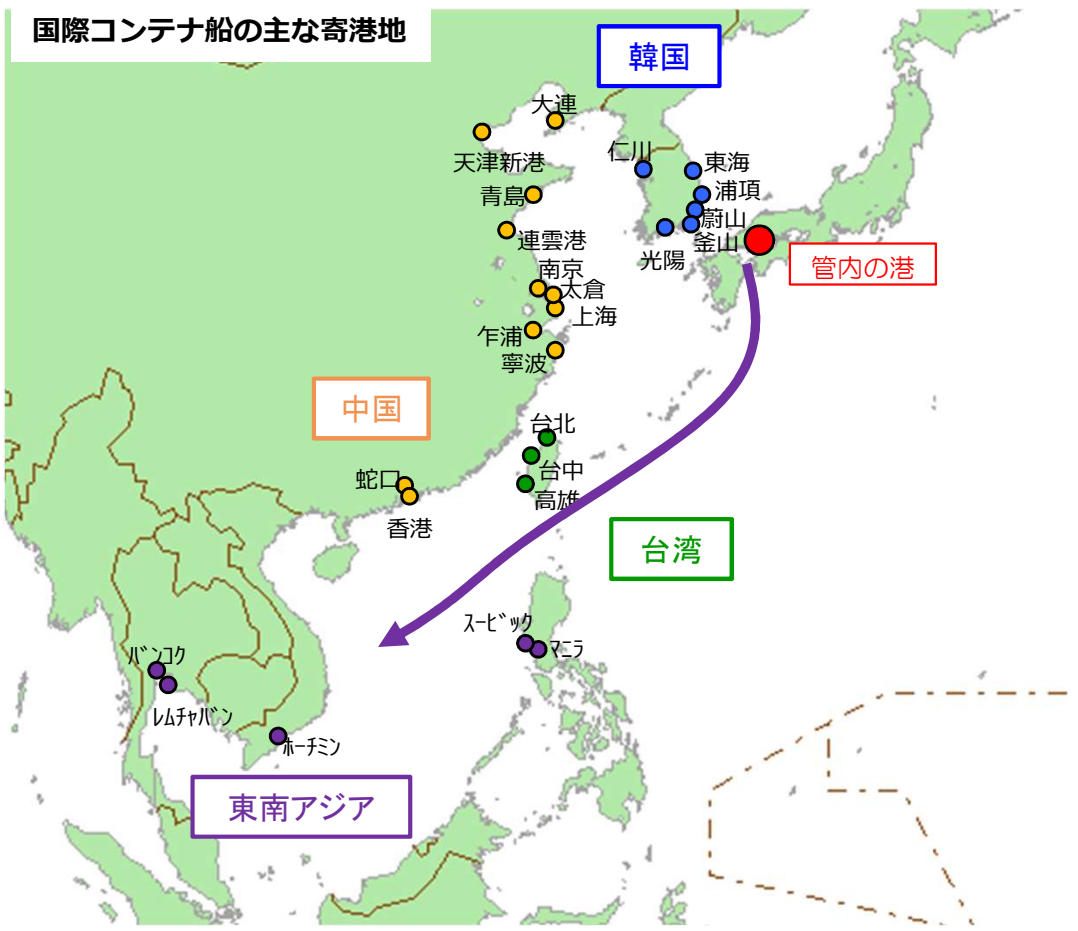 国際コンテナ船の主な寄港地
韓国
大連
仁川
天津新港
東海
青島
浦項
蔚山
連雲港
釜山
光陽
管内の港
南京
太倉
上海
乍浦
寧波
中国
台北
蛇口
台中
高雄
香港
台湾
スービック
マニラ
バンコク
レムチャバン
ホーチミン
東南アジア